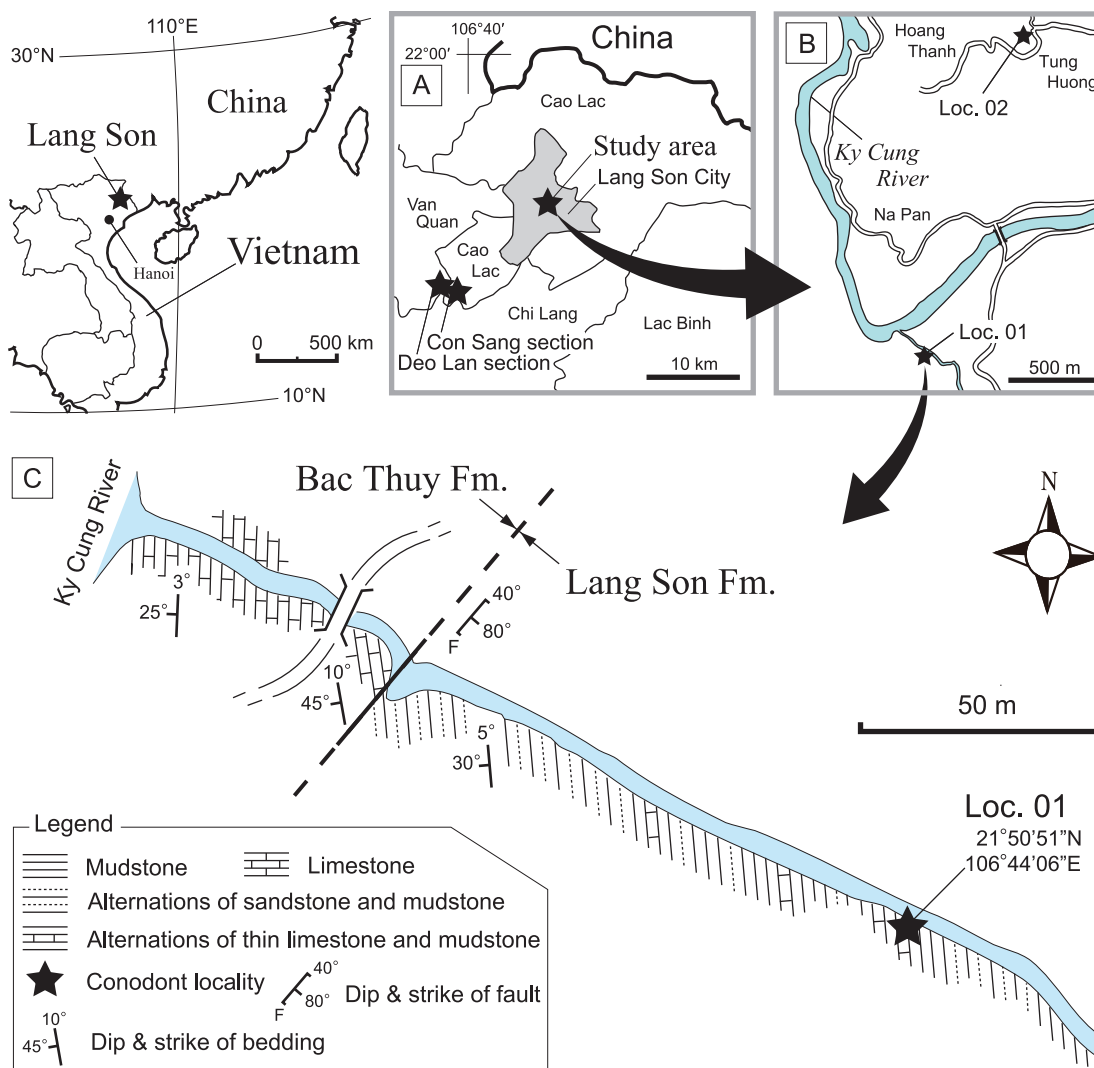 110°E
30°N
China
Lang Son
Hanoi
Vietnam
0 500 km
10°N
A
106°40′
22°00′
China
Cao Lac
Study area
Lang Son City
Van
Quan
Cao
Lac
Chi Lang
Lac Binh
Con Sang section
Deo Lan section
10 km
B
Hoang
Thanh
Tung
Huong
Loc. 02
Ky Cung
River
Na Pan
Loc. 01
500 m
C
Ky Cung River
Bac Thuy Fm.
Lang Son Fm.
N
3°
25°
40°
80°
F
10°
45°
5°
30°
50 m
Loc. 01
21°50’51”N
106°44’06”E
Legend
Mudstone
Limestone
Alternations of sandstone and mudstone
Alternations of thin limestone and mudstone
Conodont locality
40°
80°
F
Dip & strike of fault
10°
45°
Dip & strike of bedding